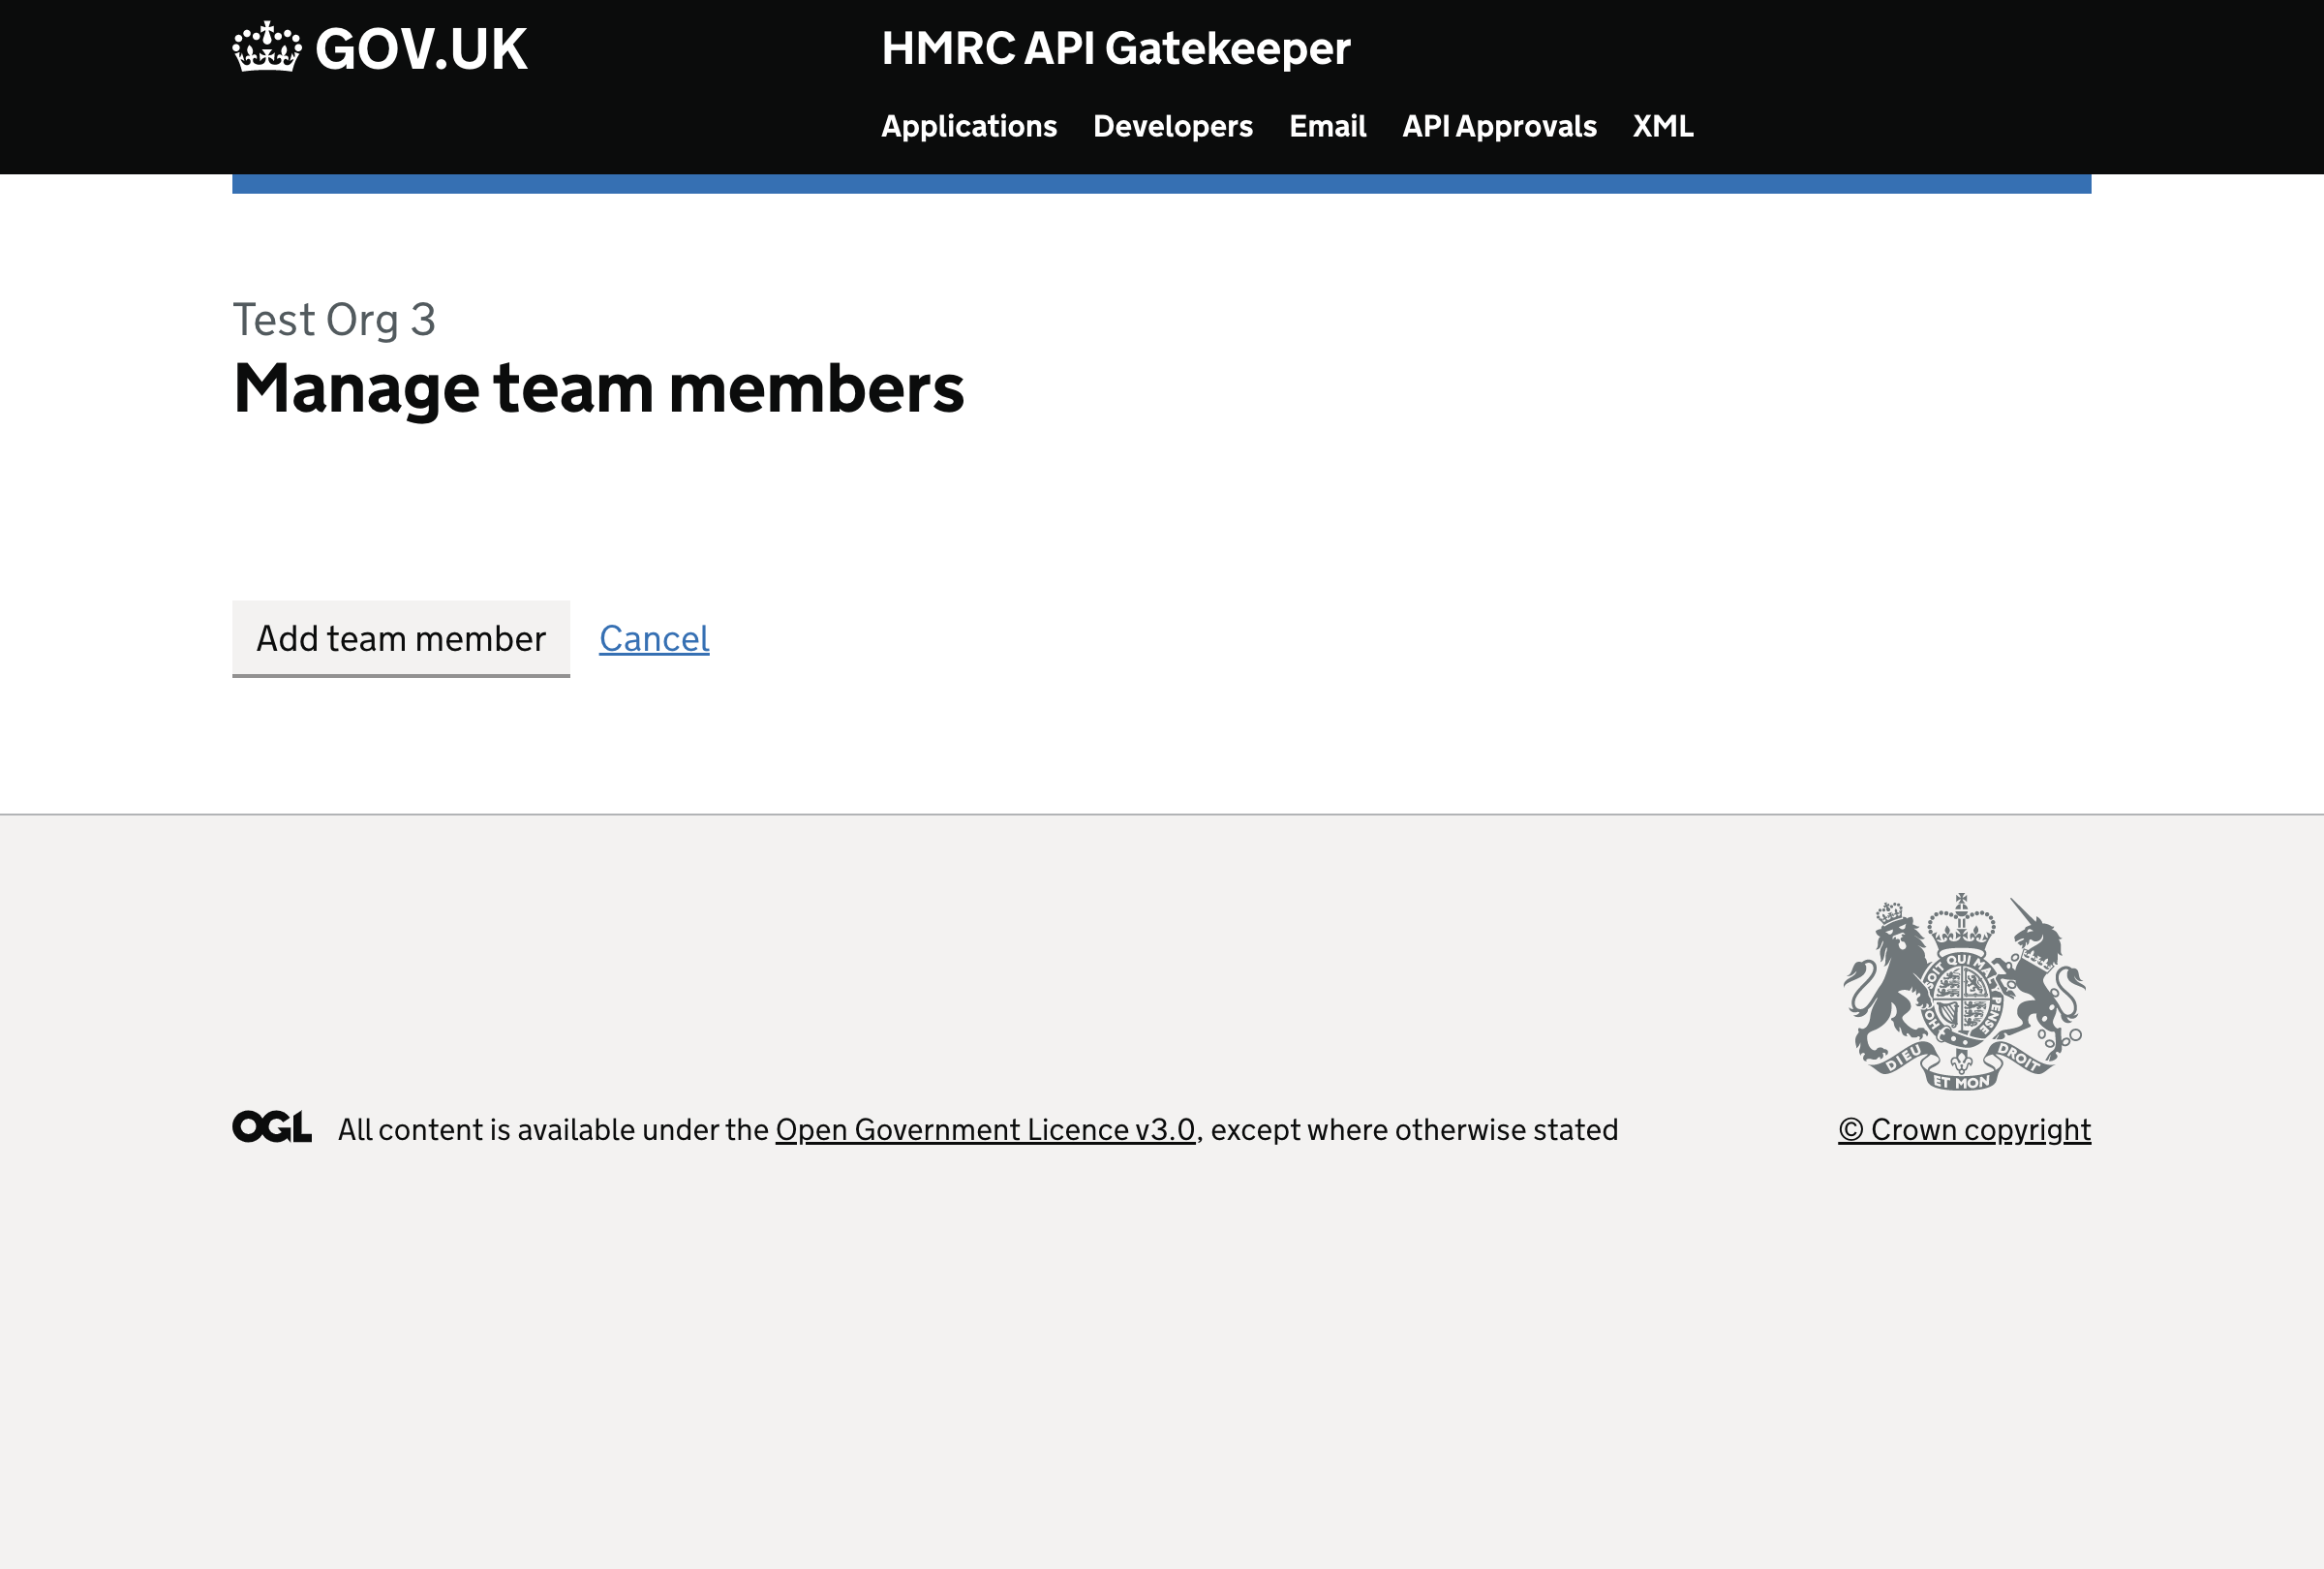 GOV.UK
HMRC API Gatekeeper
Applications Developers Email API Approvals XML
Test Org 3
Manage team members
Add team member Cancel
SOIT QUI MAL Y PENSE
HON
DIEU ET MON DROIT
OGL All content is available under the Open Government Licence v3.0, except where otherwise stated
© Crown copyright